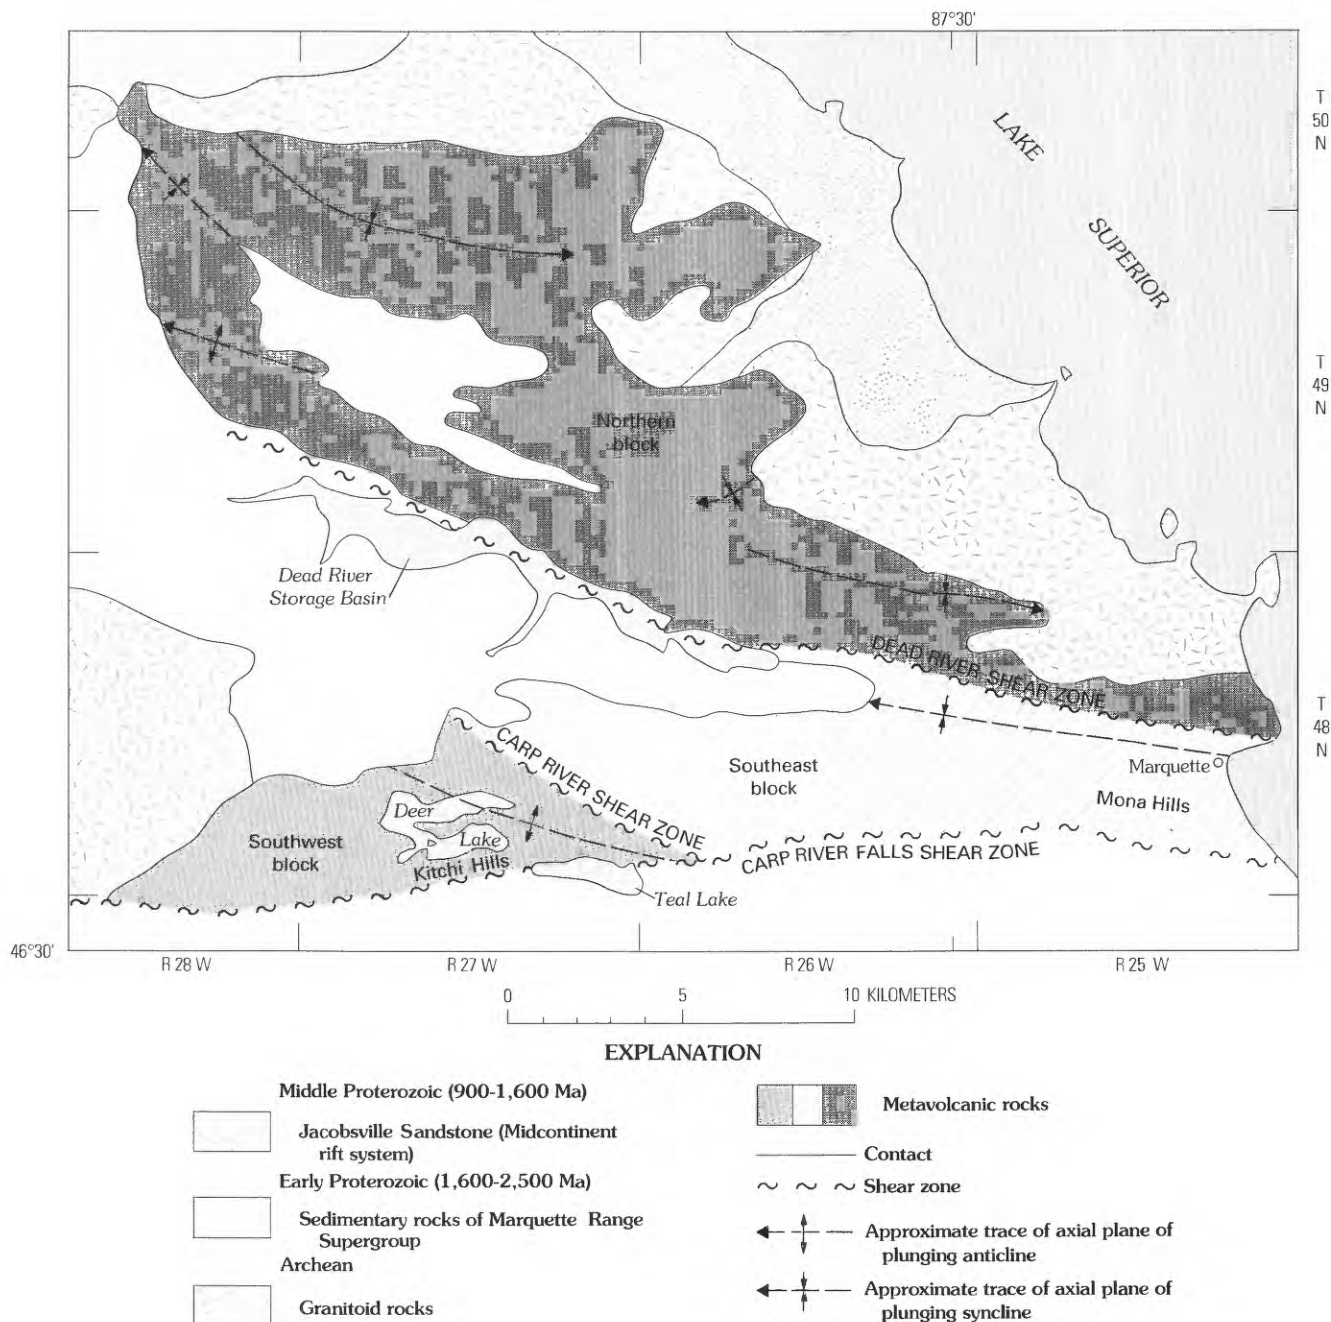 87°30'
T
50
N
LAKE
SUPERIOR
T
49
N
Northern
block
Dead River
Storage Basin
DEAD RIVER SHEAR ZONE
T
48
N
CARP RIVER SHEAR ZONE
Southeast
block
Marquette
Mona Hills
Deer
Lake
Southwest
block
Kitchi Hills
CARP RIVER FALLS SHEAR ZONE
Teal Lake
46°30'
R 28 W
R 27 W
R 26 W
R 25 W
0 5 10 KILOMETERS
EXPLANATION
Middle Proterozoic (900-1,600 Ma)
Jacobsville Sandstone (Midcontinent
rift system)
Early Proterozoic (1,600-2,500 Ma)
Sedimentary rocks of Marquette Range
Supergroup
Archean
Granitoid rocks
Metavolcanic rocks
Contact
Shear zone
Approximate trace of axial plane of
plunging anticline
Approximate trace of axial plane of
plunging syncline